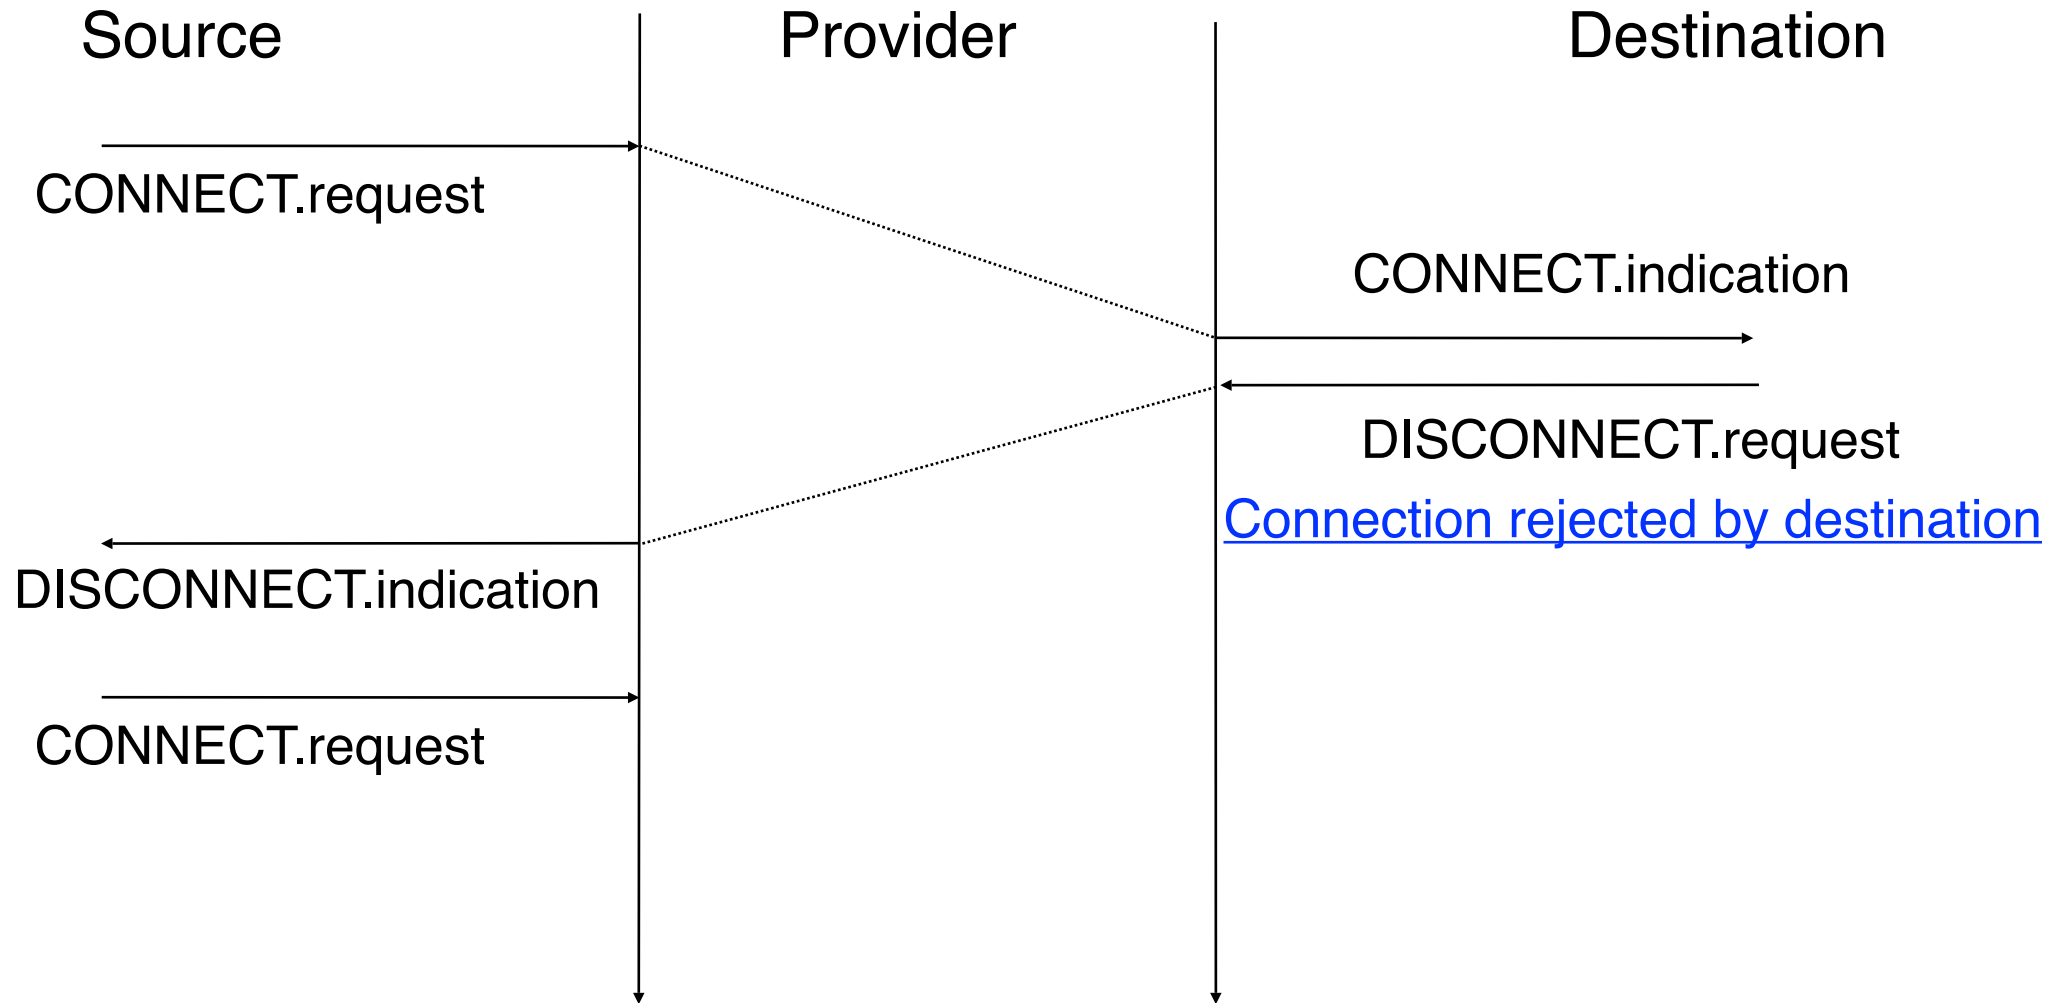 Source
Provider
Destination
CONNECT.request
CONNECT.indication
DISCONNECT.request
Connection rejected by destination
DISCONNECT.indication
CONNECT.request